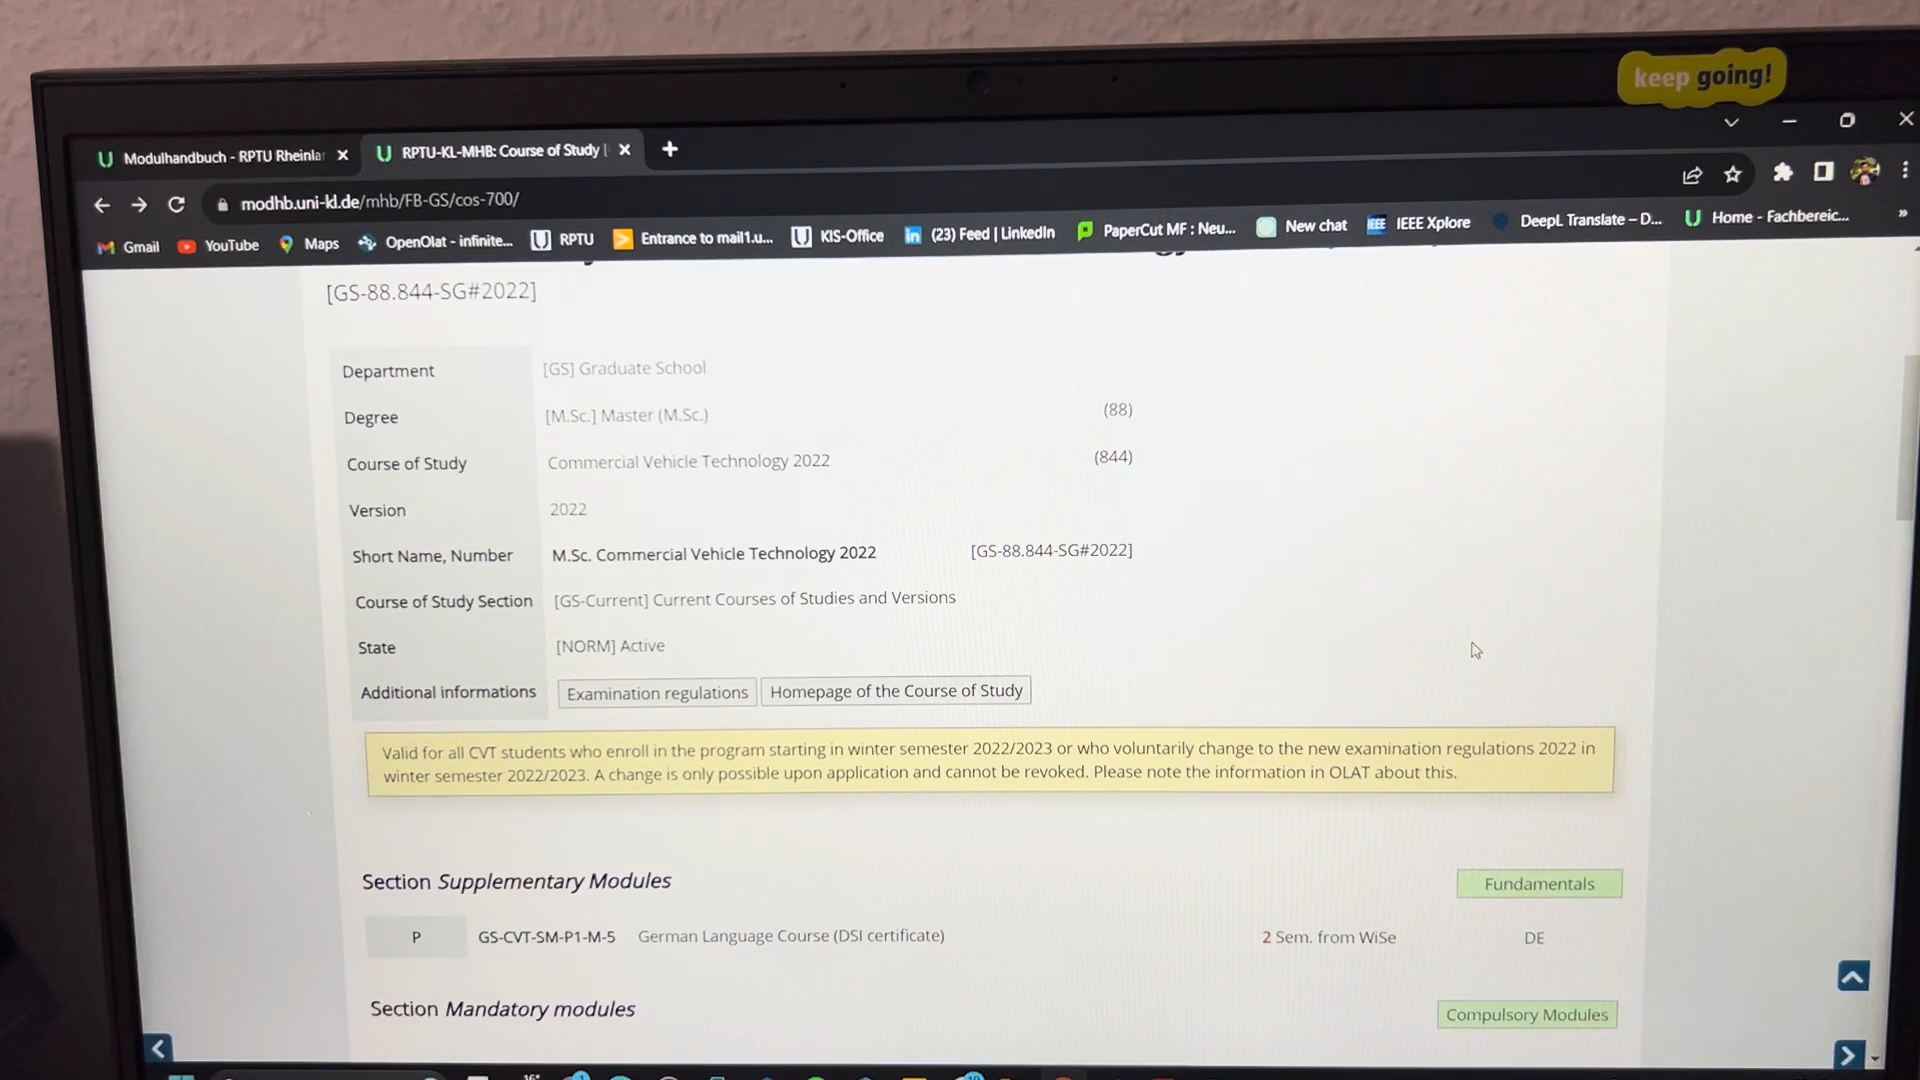 keep going!
Modulhandbuch - RPTU Rheinlar
RPTU-KL-MHB: Course of Study [
modhb.uni-kl.de/mhb/FB-GS/cos-700/
Gmail YouTube Maps OpenOlat - infinite... RPTU Entrance to mail1.u... KIS-Office (23) Feed | LinkedIn PaperCut MF : Neu... New chat IEEE Xplore DeepL Translate – D... Home - Fachbereic... »
[GS-88.844-SG#2022]
Department [GS] Graduate School
Degree [M.Sc.] Master (M.Sc.) (88)
Course of Study Commercial Vehicle Technology 2022 (844)
Version 2022
Short Name, Number M.Sc. Commercial Vehicle Technology 2022 [GS-88.844-SG#2022]
Course of Study Section [GS-Current] Current Courses of Studies and Versions
State [NORM] Active
Additional informations Examination regulations Homepage of the Course of Study
Valid for all CVT students who enroll in the program starting in winter semester 2022/2023 or who voluntarily change to the new examination regulations 2022 in
winter semester 2022/2023. A change is only possible upon application and cannot be revoked. Please note the information in OLAT about this.
Section Supplementary Modules Fundamentals
P GS-CVT-SM-P1-M-5 German Language Course (DSI certificate) 2 Sem. from WiSe DE
Section Mandatory modules Compulsory Modules
16°